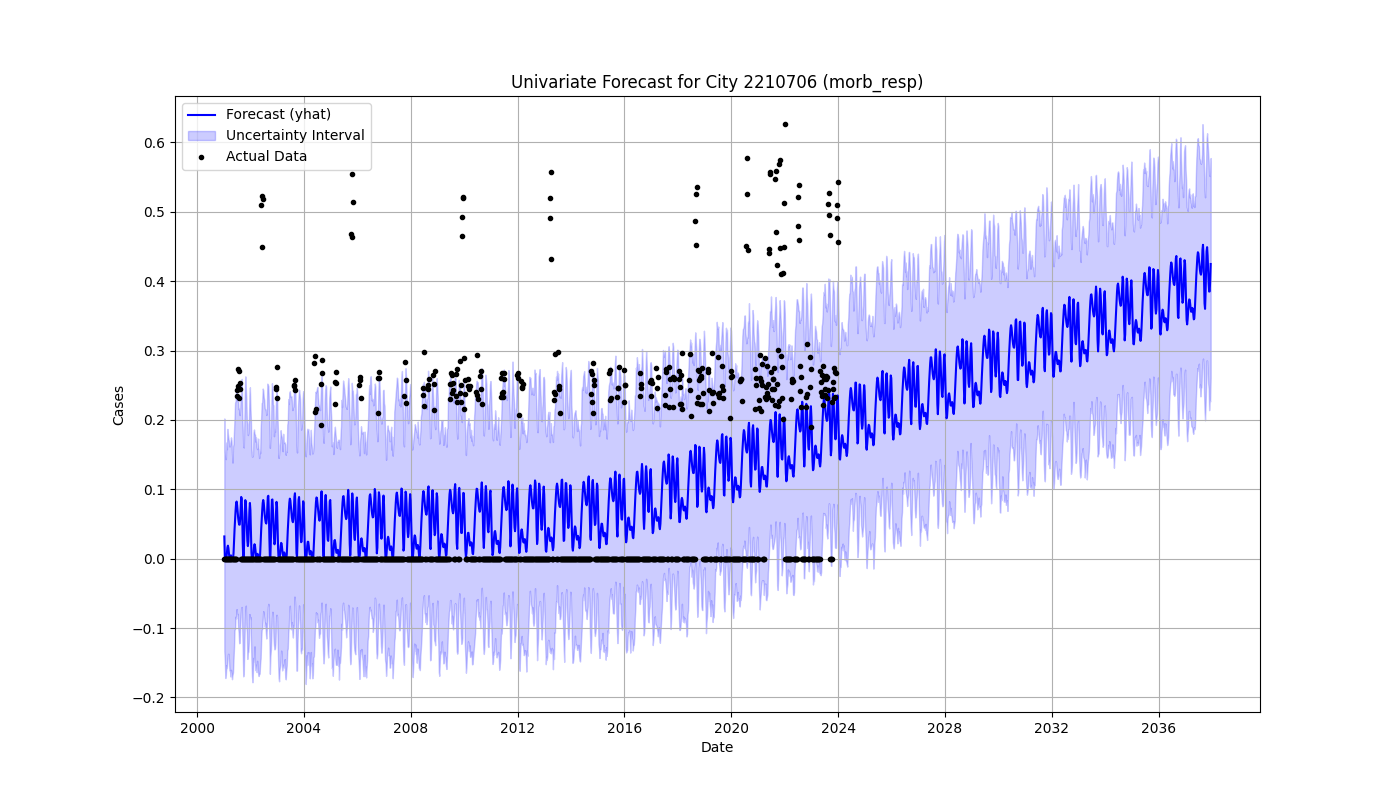 Univariate Forecast for City 2210706 (morb_resp)
Forecast (yhat)
Uncertainty Interval
Actual Data
Cases
0.6
0.5
0.4
0.3
0.2
0.1
0.0
−0.1
−0.2
2000 2004 2008 2012 2016 2020 2024 2028 2032 2036
Date